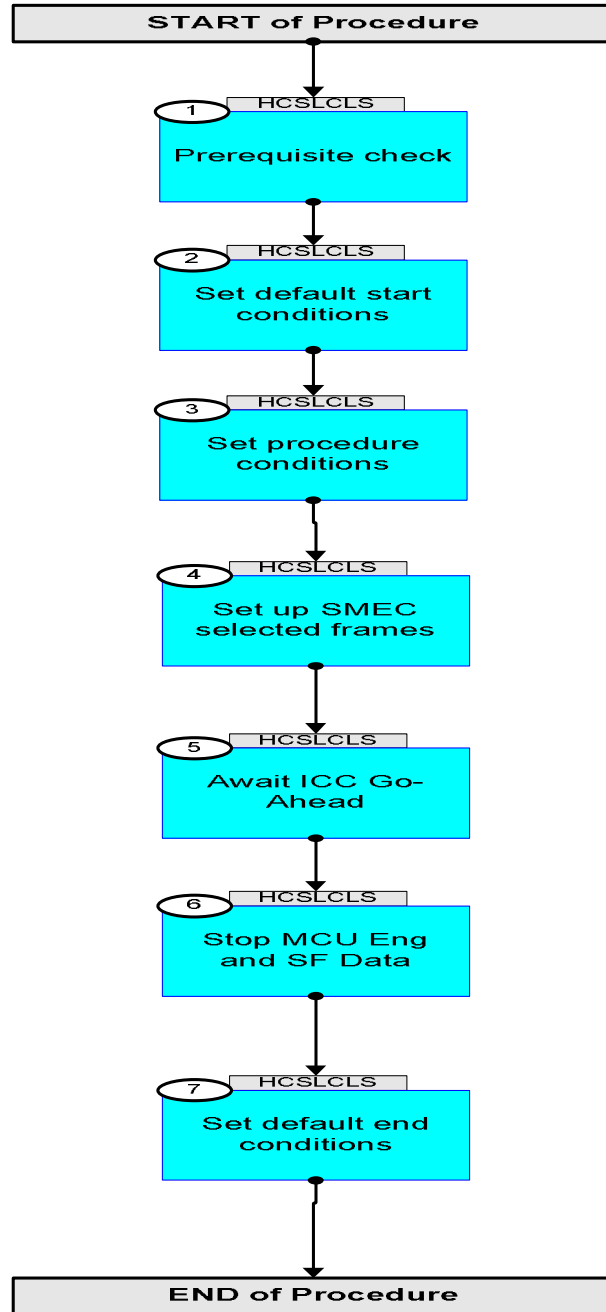 START of Procedure
HCSLCLS
1
Prerequisite check
HCSLCLS
2
Set default start
conditions
HCSLCLS
3
Set procedure
conditions
HCSLCLS
4
Set up SMEC
selected frames
HCSLCLS
5
Await ICC Go-
Ahead
HCSLCLS
6
Stop MCU Eng
and SF Data
HCSLCLS
7
Set default end
conditions
END of Procedure